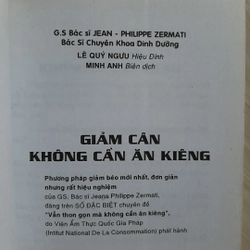 G.S Bác sĩ JEAN - PHILIPPE ZERMATI
Bác Sĩ Chuyên Khoa Dinh Dưỡng
LÊ QUÝ NGƯU Hiệu Đính
MINH ANH Biên dịch
GIẢM CÂN
KHÔNG CẦN ĂN KIÊNG
Phương pháp giảm béo mới nhất, đơn giản
nhưng rất hiệu nghiệm
của G.S. Bác sĩ Jeans Philippe Zermati,
đăng trên SỐ ĐẶC BIỆT chuyên đề
"Vẫn thon gọn mà không cần ăn kiêng",
do Viện Ẩm Thực Quốc Gia Pháp
(Intitut National De La Consommation) phát hành